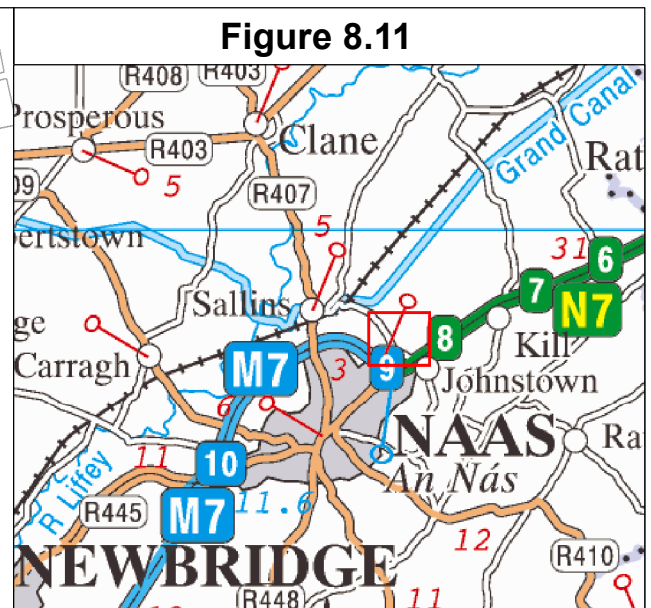 Figure 8.11
R408
R403
Prosperous
R403
Clane
Grand Canal
Rat
R407
09
5
5
ertstown
31
6
7
N7
Sallins
ge
8
Kill
Carragh
M7
3
9
Johnstown
6
NAAS
Ra
An Nás
11
10
R Liffey
R445
M7
11.6
12
R410
NEWBRIDGE
R448
11